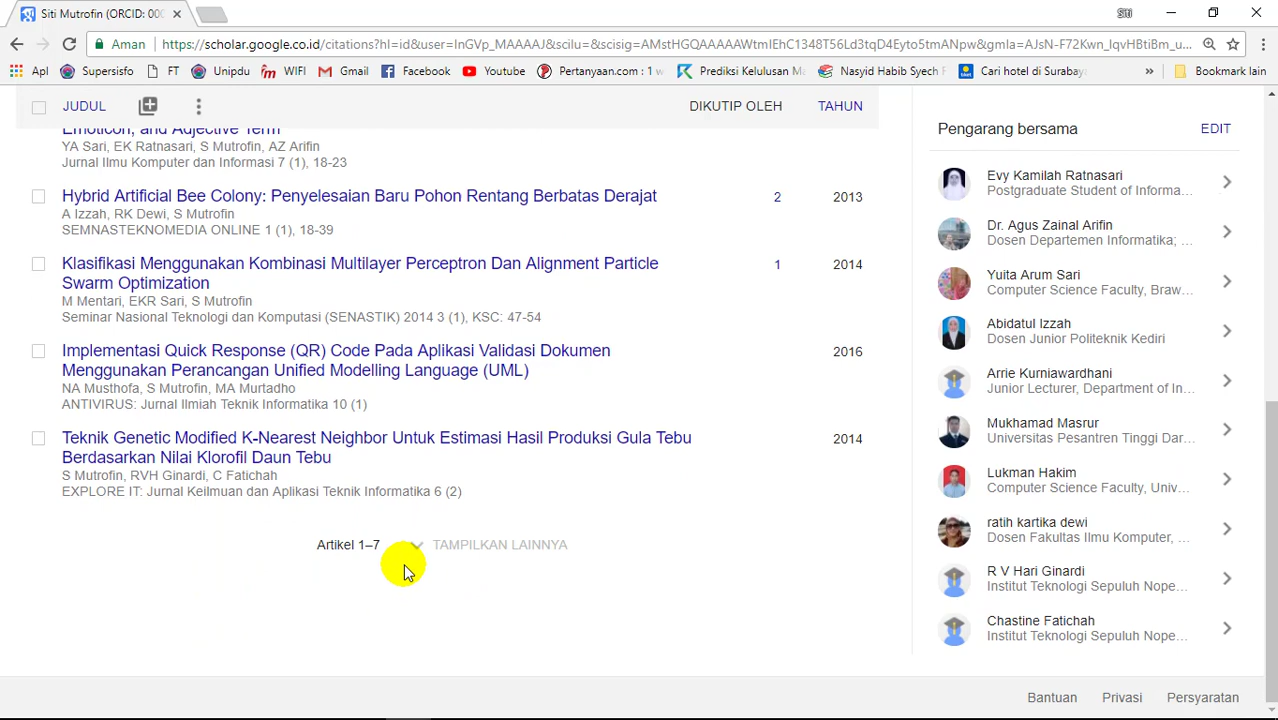 Siti Mutrofin (ORCID: 000
Siti
Aman
https://scholar.google.co.id/citations?hl=id&user=InGVp_MAAAAJ&scilu=&scisig=AMstHGQAAAAAWtmIEhC1348T56Ld3tqD4Eyto5tmANpw&gmla=AJsN-F72Kwn_IqvHBtiBm_u...
Apl
Supersisfo
FT
Unipdu
WIFI
Gmail
Facebook
Youtube
Pertanyaan.com : 1 w
Prediksi Kelulusan Ma
Nasyid Habib Syech F
Cari hotel di Surabaya
»
Bookmark lain
JUDUL
DIKUTIP OLEH
TAHUN
Emoticon, and Adjective Term
YA Sari, EK Ratnasari, S Mutrofin, AZ Arifin
Jurnal Ilmu Komputer dan Informasi 7 (1), 18-23
Hybrid Artificial Bee Colony: Penyelesaian Baru Pohon Rentang Berbatas Derajat
2
2013
A Izzah, RK Dewi, S Mutrofin
SEMNASTEKNOMEDIA ONLINE 1 (1), 18-39
Klasifikasi Menggunakan Kombinasi Multilayer Perceptron Dan Alignment Particle
Swarm Optimization
1
2014
M Mentari, EKR Sari, S Mutrofin
Seminar Nasional Teknologi dan Komputasi (SENASTIK) 2014 3 (1), KSC: 47-54
Implementasi Quick Response (QR) Code Pada Aplikasi Validasi Dokumen
Menggunakan Perancangan Unified Modelling Language (UML)
2016
NA Musthofa, S Mutrofin, MA Murtadho
ANTIVIRUS: Jurnal Ilmiah Teknik Informatika 10 (1)
Teknik Genetic Modified K-Nearest Neighbor Untuk Estimasi Hasil Produksi Gula Tebu
Berdasarkan Nilai Klorofil Daun Tebu
2014
S Mutrofin, RVH Ginardi, C Fatichah
EXPLORE IT: Jurnal Keilmuan dan Aplikasi Teknik Informatika 6 (2)
Artikel 1–7
TAMPILKAN LAINNYA
Pengarang bersama
EDIT
Evy Kamilah Ratnasari
Postgraduate Student of Informa...
Dr. Agus Zainal Arifin
Dosen Departemen Informatika; ...
Yuita Arum Sari
Computer Science Faculty, Braw...
Abidatul Izzah
Dosen Junior Politeknik Kediri
Arrie Kurniawardhani
Junior Lecturer, Department of In...
Mukhamad Masrur
Universitas Pesantren Tinggi Dar...
Lukman Hakim
Computer Science Faculty, Univ...
ratih kartika dewi
Dosen Fakultas Ilmu Komputer, ...
R V Hari Ginardi
Institut Teknologi Sepuluh Nope...
Chastine Fatichah
Institut Teknologi Sepuluh Nope...
Bantuan
Privasi
Persyaratan